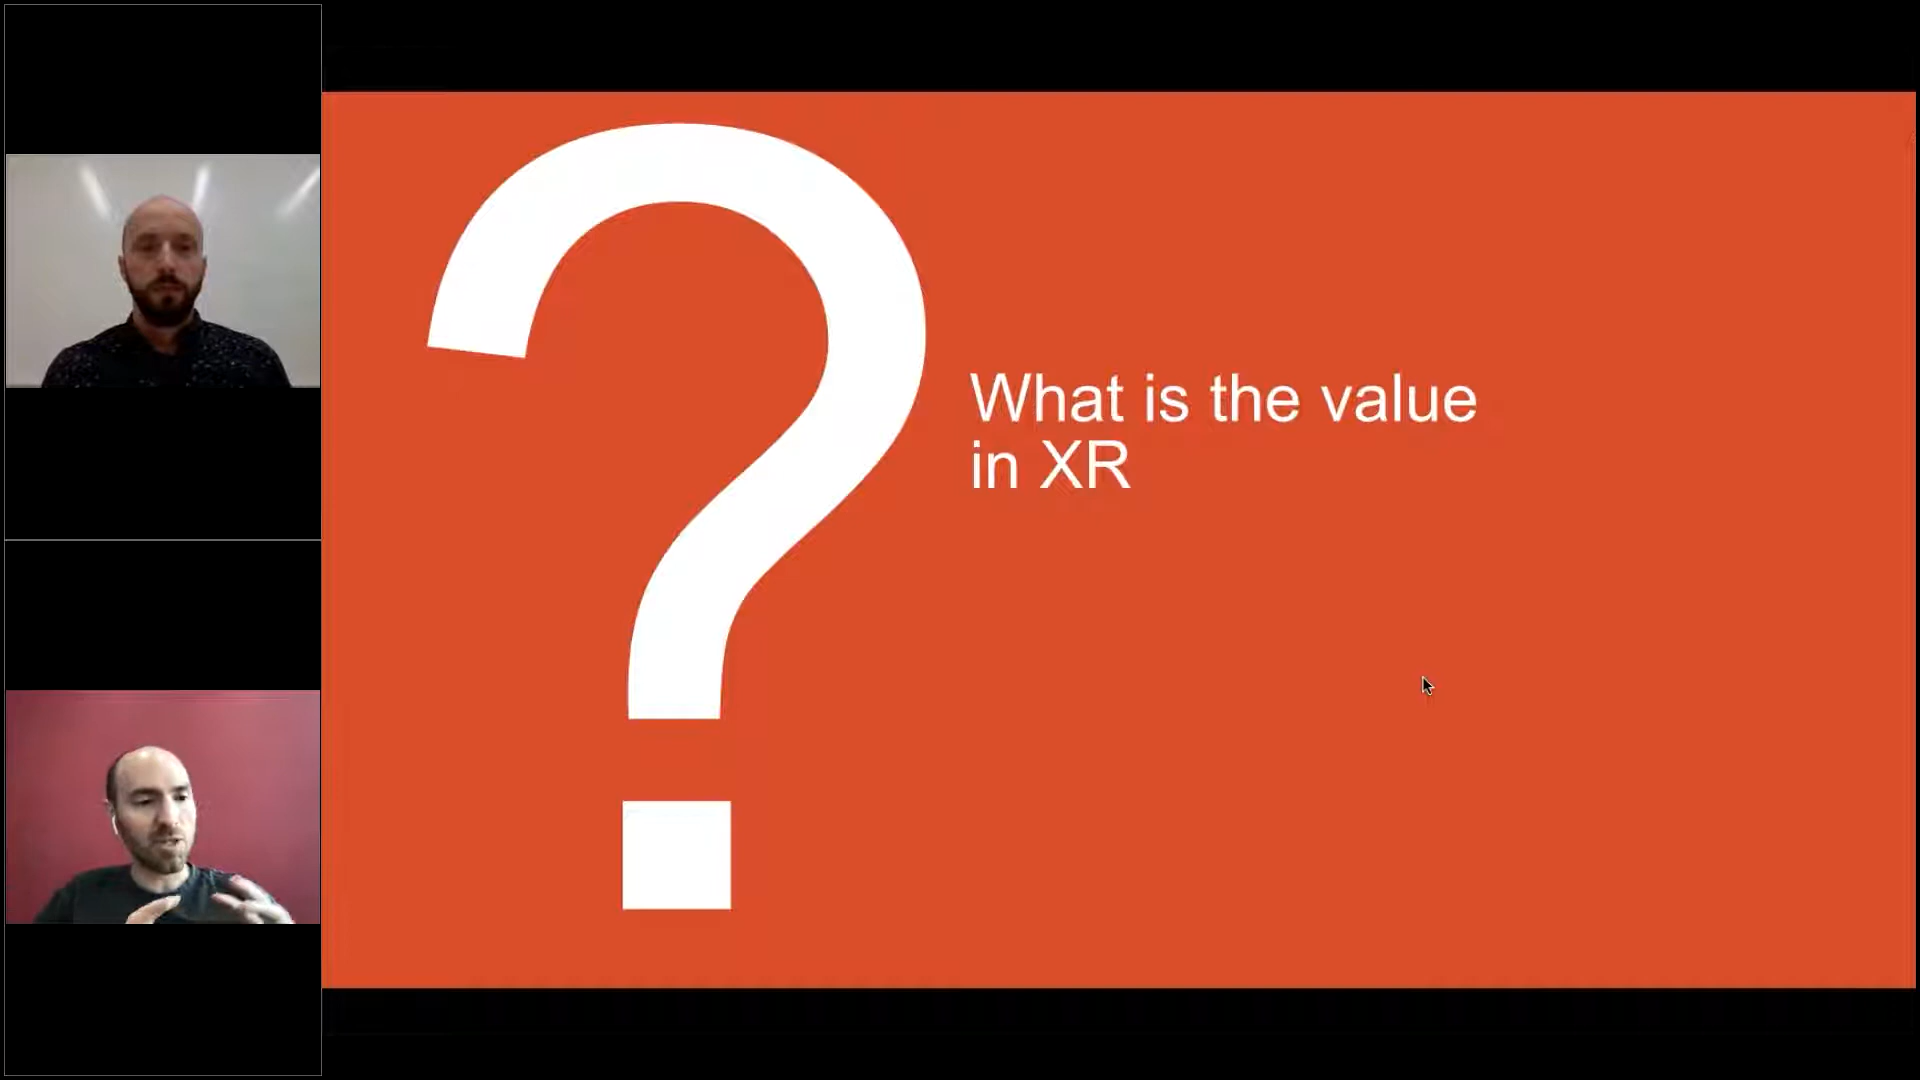 ?
What is the value
in XR